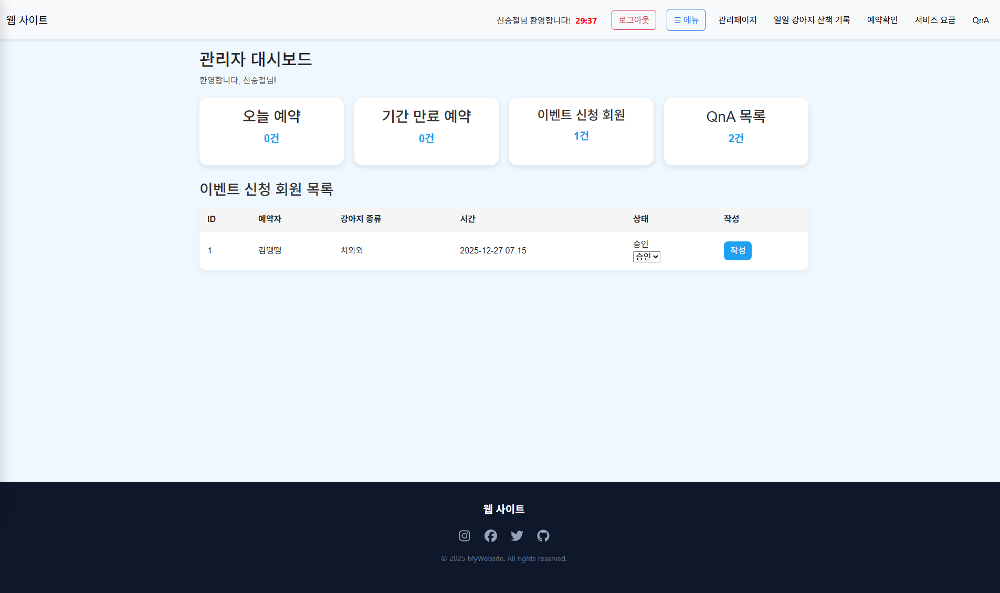 웹 사이트
신승철님 환영합니다! 29:37 로그아웃 ☰ 메뉴 관리페이지 일일 강아지 산책 기록 예약확인 서비스 요금 QnA
관리자 대시보드
환영합니다, 신승철님!
오늘 예약
0건
기간 만료 예약
0건
이벤트 신청 회원
1건
QnA 목록
2건
이벤트 신청 회원 목록
ID 예약자 강아지 종류 시간 상태 작성
1 김땡땡 치와와 2025-12-27 07:15 승인 작성
승인
웹 사이트
© 2025 MyWebsite. All rights reserved.